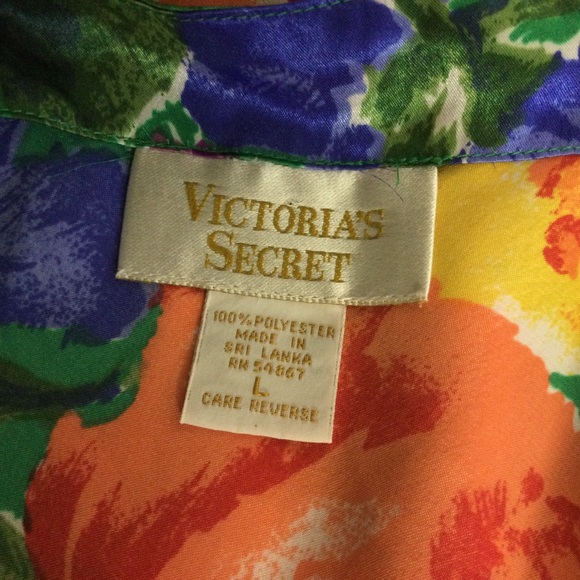 VICTORIA'S
SECRET
100% POLYESTER
MADE IN
SRI LANKA
RN 54867
L
CARE REVERSE